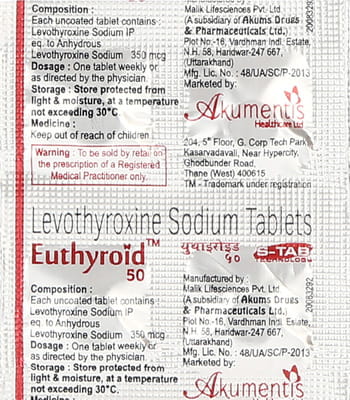 Composition :
Each uncoated tablet contains :
Levothyroxine Sodium IP
eq. to Anhydrous
Levothyroxine Sodium 350 mcg
Dosage : One tablet weekly or
as directed by the physician.
Storage : Store protected from
light & moisture, at a temperature
not exceeding 30°C
Medicine :
Keep out of reach of children
Warning : To be sold by retail on
the prescription of a Registered
Medical Practitioner only.
Malik Lifesciences Pvt. Ltd.
(A subsidiary of Akums Drugs
& Pharmaceuticals Ltd.)
Plot No.-16, Vardhman Indl. Estate,
N.H. 58, Haridwar-247 667,
(Uttarakhand)
Mfg. Lic. No. : 48/UA/SC/P-2013
Marketed by:
Akumentis
Healthcare Ltd
204, 5th Floor, G. Corp Tech Park
Kasarvadavali, Near Hypercity,
Ghodbunder Road,
Thane (West) 400615
TM - Trademark under registration
20083292
Levothyroxine Sodium Tablets
Euthyroid™
50
युथाइरोइड
५०
S-TAB
TECHNOLOGY
Composition :
Each uncoated tablet contains :
Levothyroxine Sodium IP
eq. to Anhydrous
Levothyroxine Sodium 350 mcg
Dosage : One tablet weekly or
as directed by the physician.
Storage : Store protected from
light & moisture, at a temperature
not exceeding 30°C.
Manufactured by :
Malik Lifesciences Pvt. Ltd.
(A subsidiary of Akums Drugs
& Pharmaceuticals Ltd.)
Plot No.-16, Vardhman Indl. Estate,
N.H. 58, Haridwar-247 667,
(Uttarakhand)
Mfg. Lic. No. : 48/UA/SC/P-2013
Marketed by:
Akumentis
20083292